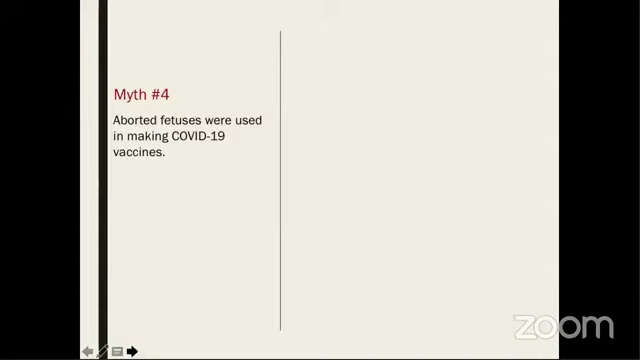 Myth #4
Aborted fetuses were used
in making COVID-19
vaccines.
zoom